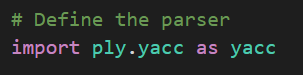 # Define the parser
import ply.yacc as yacc